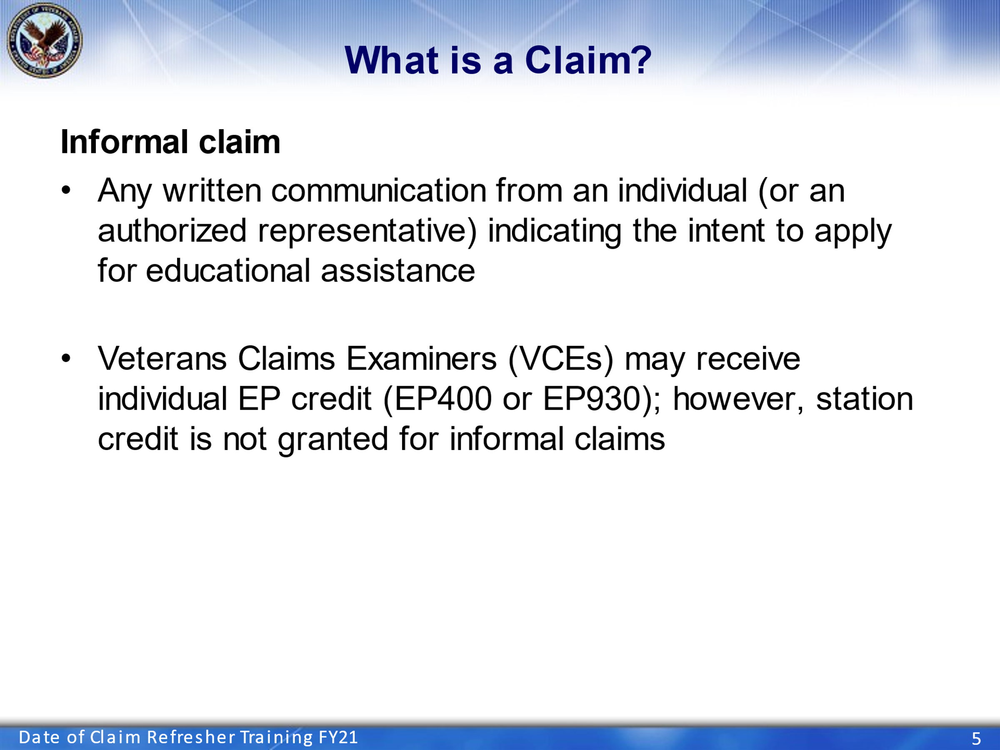 What is a Claim?
Informal claim
• Any written communication from an individual (or an
authorized representative) indicating the intent to apply
for educational assistance
• Veterans Claims Examiners (VCEs) may receive
individual EP credit (EP400 or EP930); however, station
credit is not granted for informal claims
Date of Claim Refresher Training FY21
5